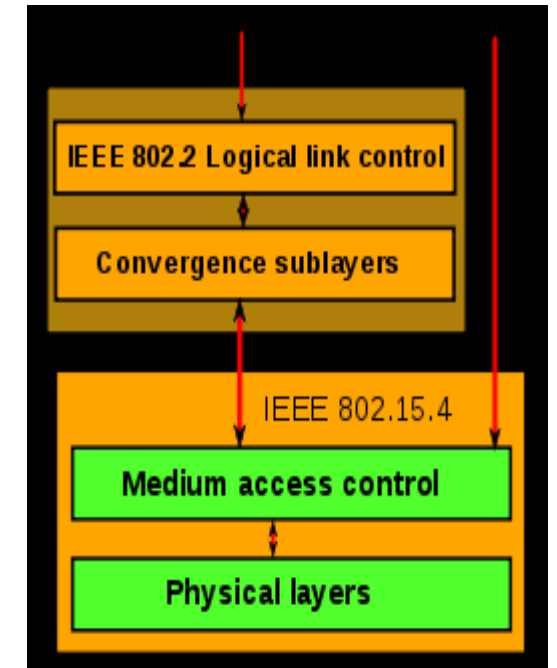 IEEE 802.2 Logical link control
Convergence sublayers
IEEE 802.15.4
Medium access control
Physical layers